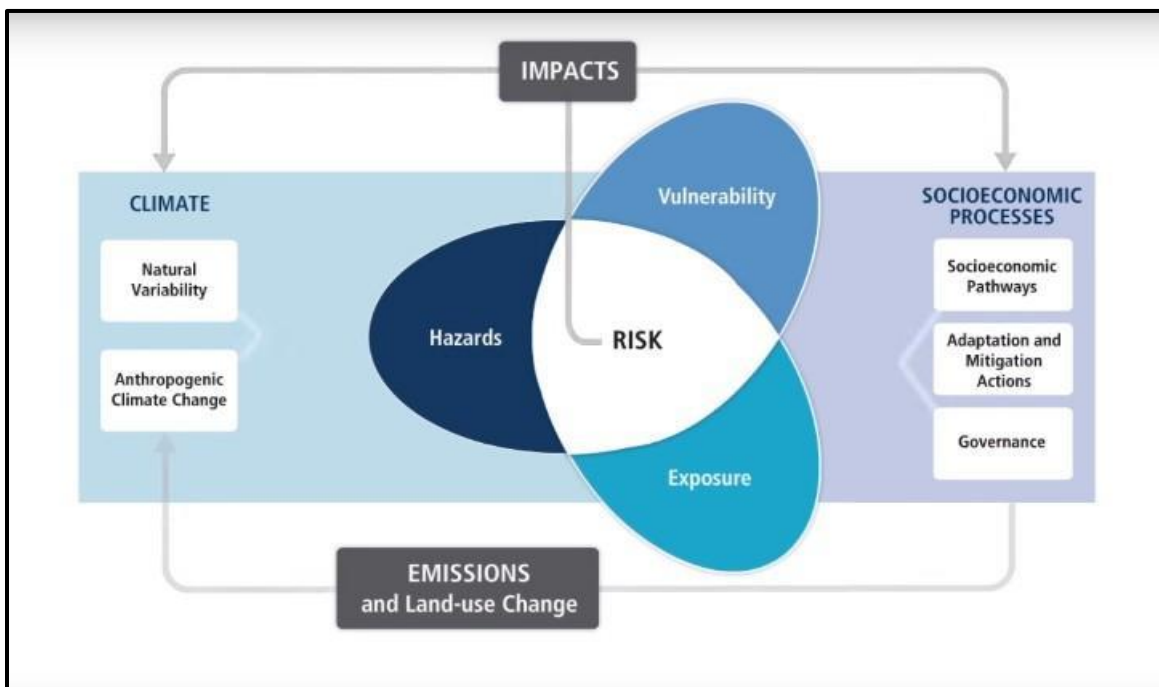 IMPACTS
CLIMATE
Natural
Variability
Anthropogenic
Climate Change
Hazards
RISK
Vulnerability
Exposure
SOCIOECONOMIC
PROCESSES
Socioeconomic
Pathways
Adaptation and
Mitigation
Actions
Governance
EMISSIONS
and Land-use Change